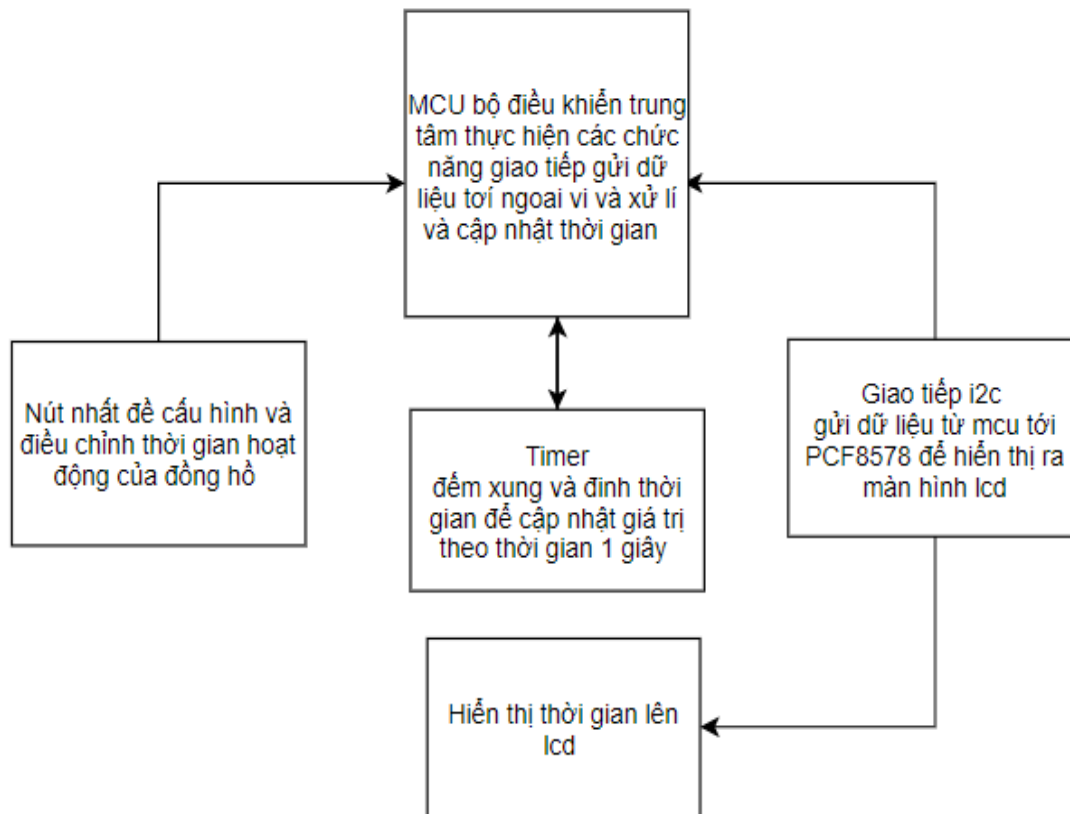 MCU bộ điều khiển trung
tâm thực hiện các chức
năng giao tiếp gửi dữ
liệu tơí ngoai vi và xử lí
và cập nhật thời gian
Nút nhất đề cấu hình và
điều chỉnh thời gian hoạt
động của đồng hồ
Timer
đếm xung và đinh thời
gian để cập nhật giá trị
theo thời gian 1 giây
Giao tiếp i2c
gửi dữ liệu từ mcu tới
PCF8578 để hiển thị ra
màn hình lcd
Hiển thị thời gian lên
lcd